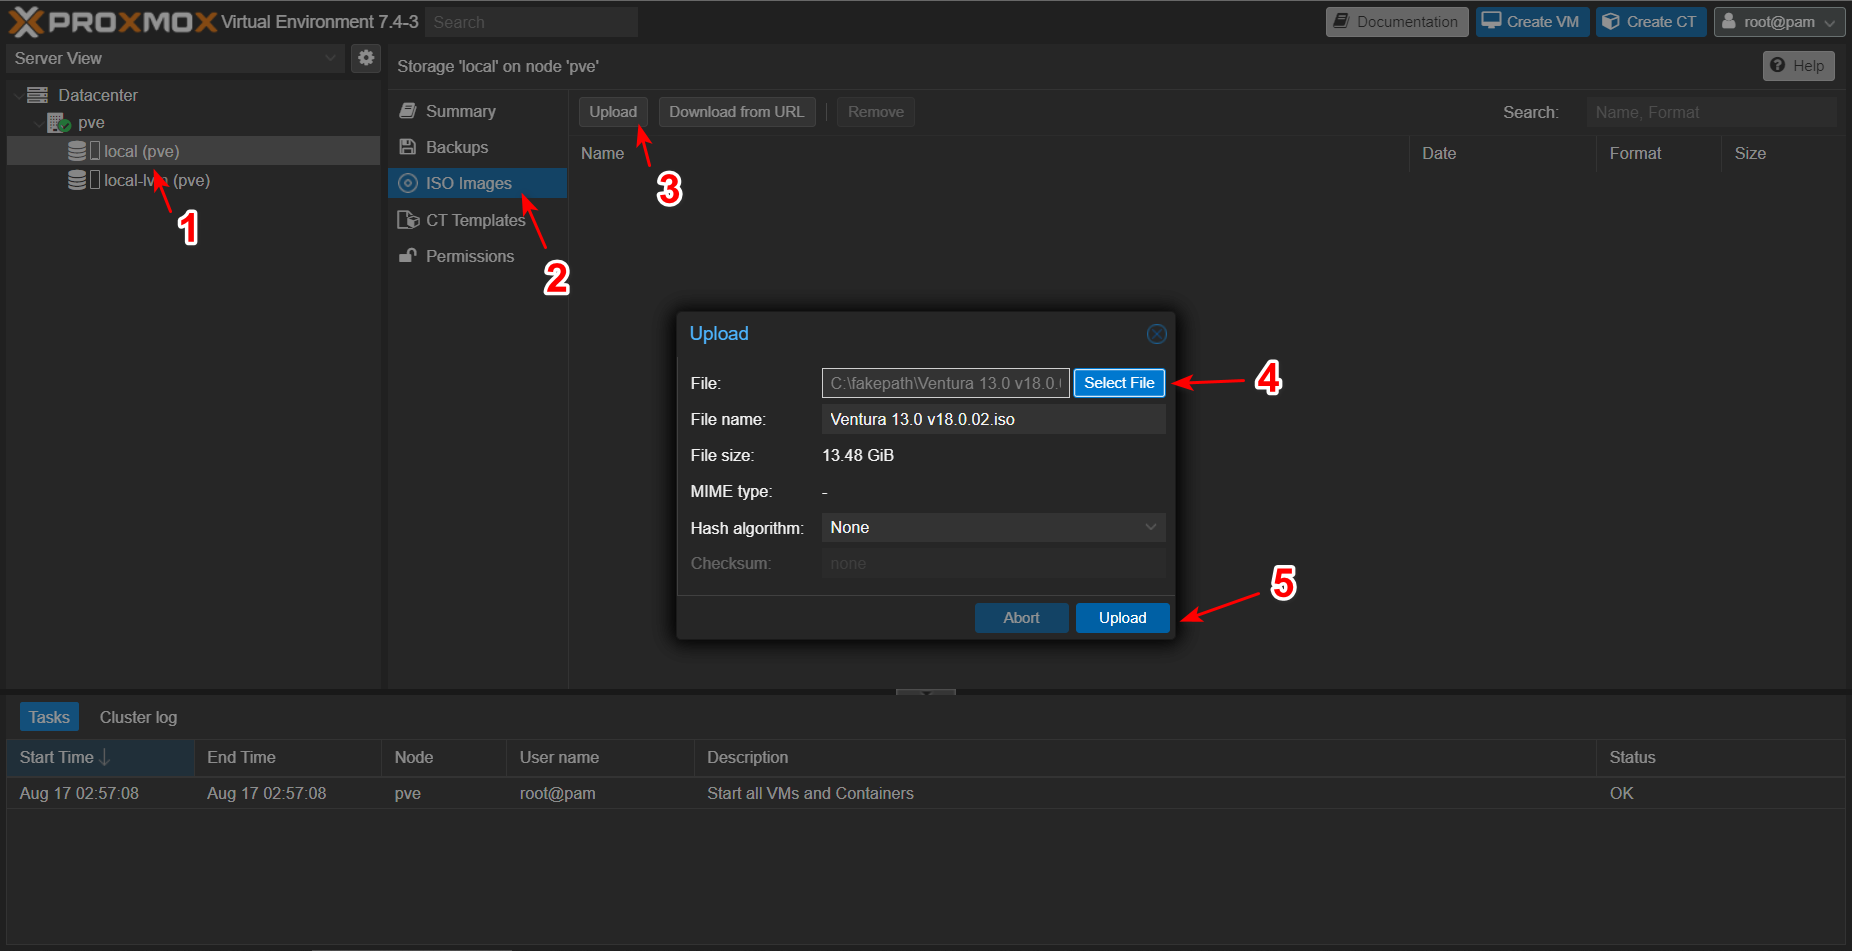 PROXMOX Virtual Environment 7.4-3 Search Documentation Create VM Create CT root@pam
Server View
Storage 'local' on node 'pve' Help
Datacenter
pve
local (pve)
(pve)
1
Summary
Backups
ISO Images
CT Templates
Permissions
2
Upload Download from URL Remove Search: Name, Format
3
Name Date Format Size
Upload
File: C:\fakepath\Ventura 13.0 v18.0. Select File
4
File name: Ventura 13.0 v18.0.02.iso
File size: 13.48 GiB
MIME type: -
Hash algorithm: None
Checksum: none
Abort Upload
5
Tasks Cluster log
Start Time End Time Node User name Description Status
Aug 17 02:57:08 Aug 17 02:57:08 pve root@pam Start all VMs and Containers OK